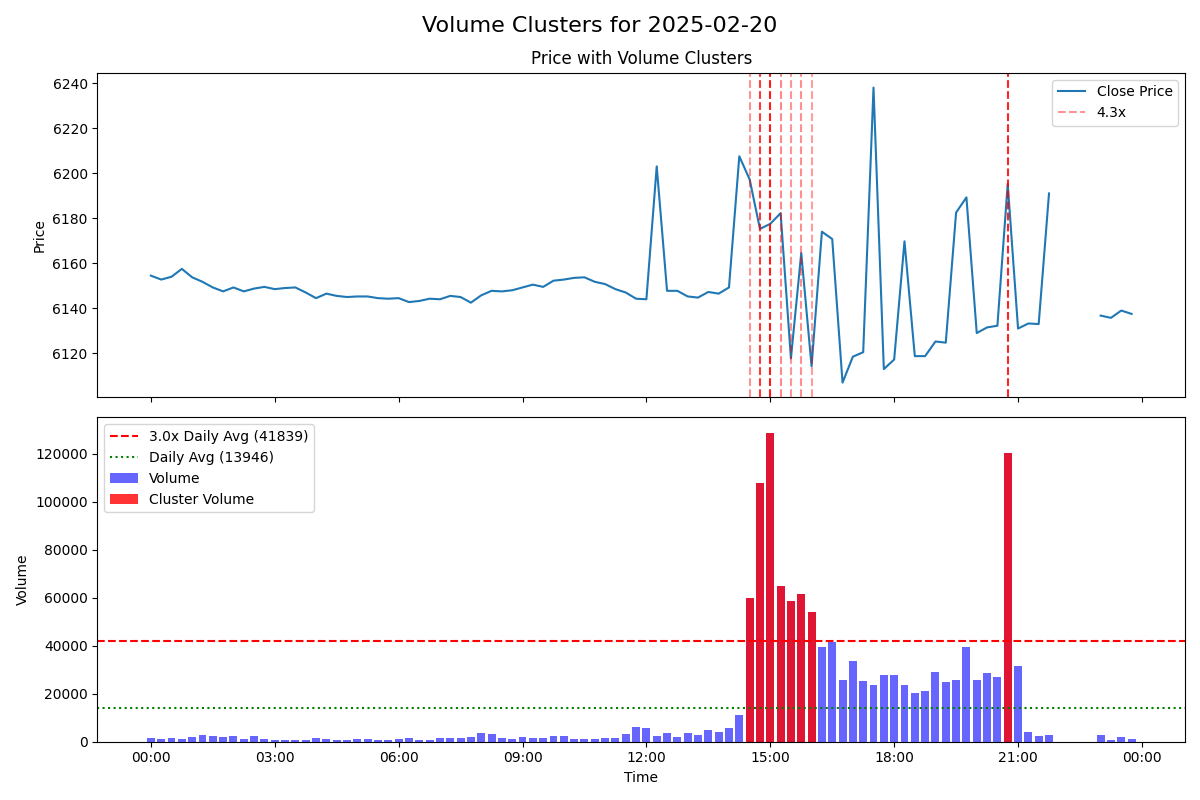 Volume Clusters for 2025-02-20
Price with Volume Clusters
Close Price
4.3x
6240
6220
6200
6180
6160
6140
6120
Price
3.0x Daily Avg (41839)
Daily Avg (13946)
Volume
Cluster Volume
120000
100000
80000
60000
40000
20000
0
Volume
00:00 03:00 06:00 09:00 12:00 15:00 18:00 21:00 00:00
Time